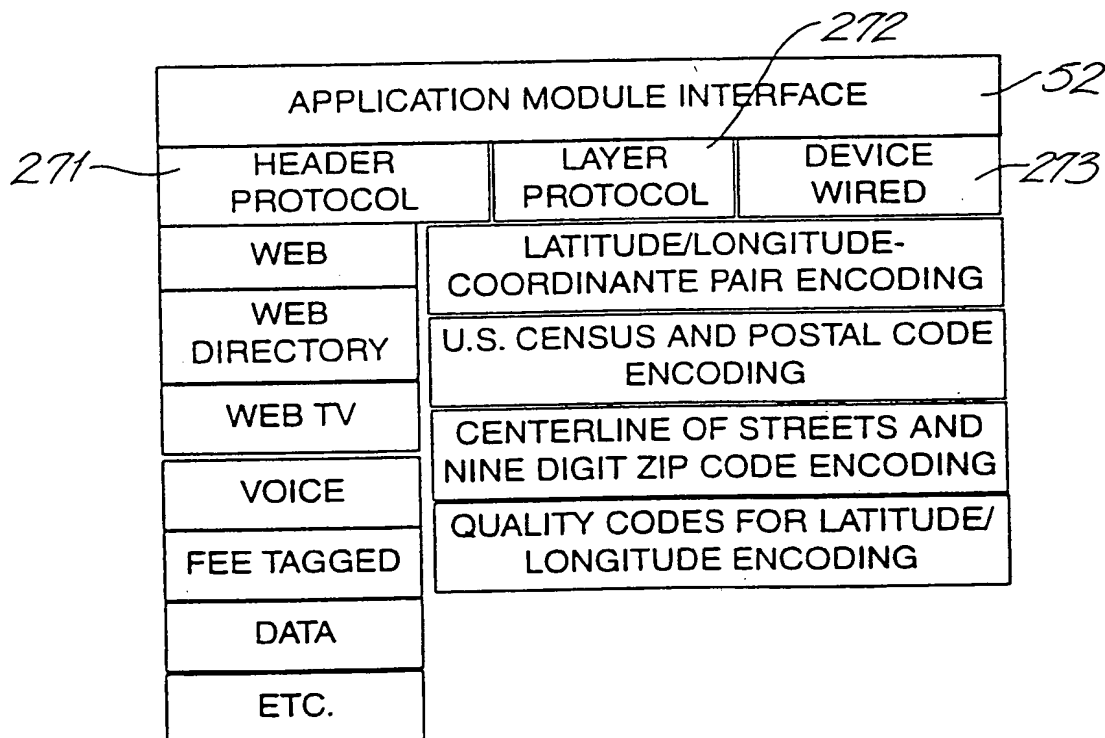 272
APPLICATION MODULE INTERFACE
52
271
HEADER
PROTOCOL
LAYER
PROTOCOL
DEVICE
WIRED
273
WEB
WEB
DIRECTORY
WEB TV
VOICE
FEE TAGGED
DATA
ETC.
LATITUDE/LONGITUDE-
COORDINANTE PAIR ENCODING
U.S. CENSUS AND POSTAL CODE
ENCODING
CENTERLINE OF STREETS AND
NINE DIGIT ZIP CODE ENCODING
QUALITY CODES FOR LATITUDE/
LONGITUDE ENCODING